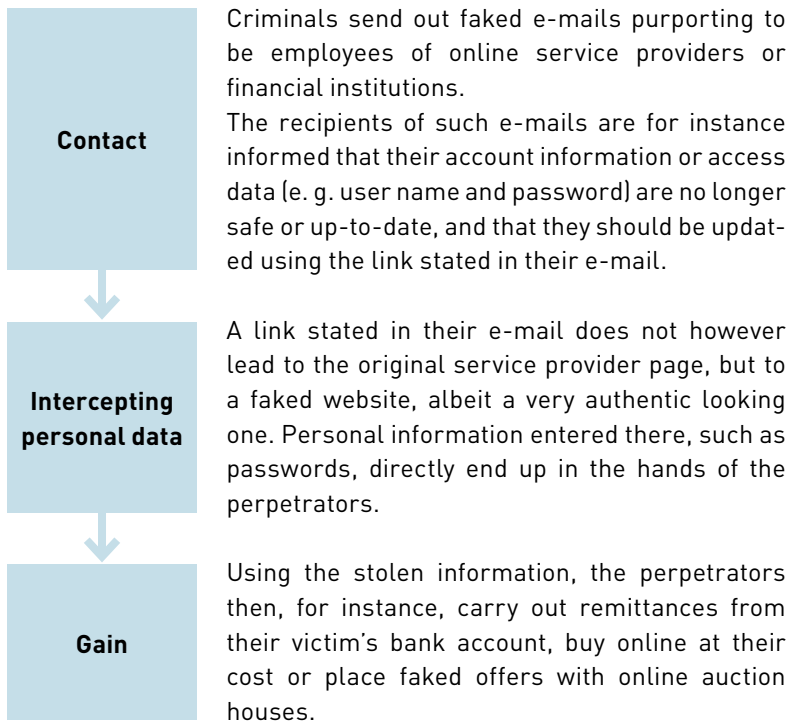 Contact
Criminals send out faked e-mails purporting to
be employees of online service providers or
financial institutions.
The recipients of such e-mails are for instance
informed that their account information or access
data (e. g. user name and password) are no longer
safe or up-to-date, and that they should be updat-
ed using the link stated in their e-mail.
Intercepting
personal data
A link stated in their e-mail does not however
lead to the original service provider page, but to
a faked website, albeit a very authentic looking
one. Personal information entered there, such as
passwords, directly end up in the hands of the
perpetrators.
Gain
Using the stolen information, the perpetrators
then, for instance, carry out remittances from
their victim's bank account, buy online at their
cost or place faked offers with online auction
houses.